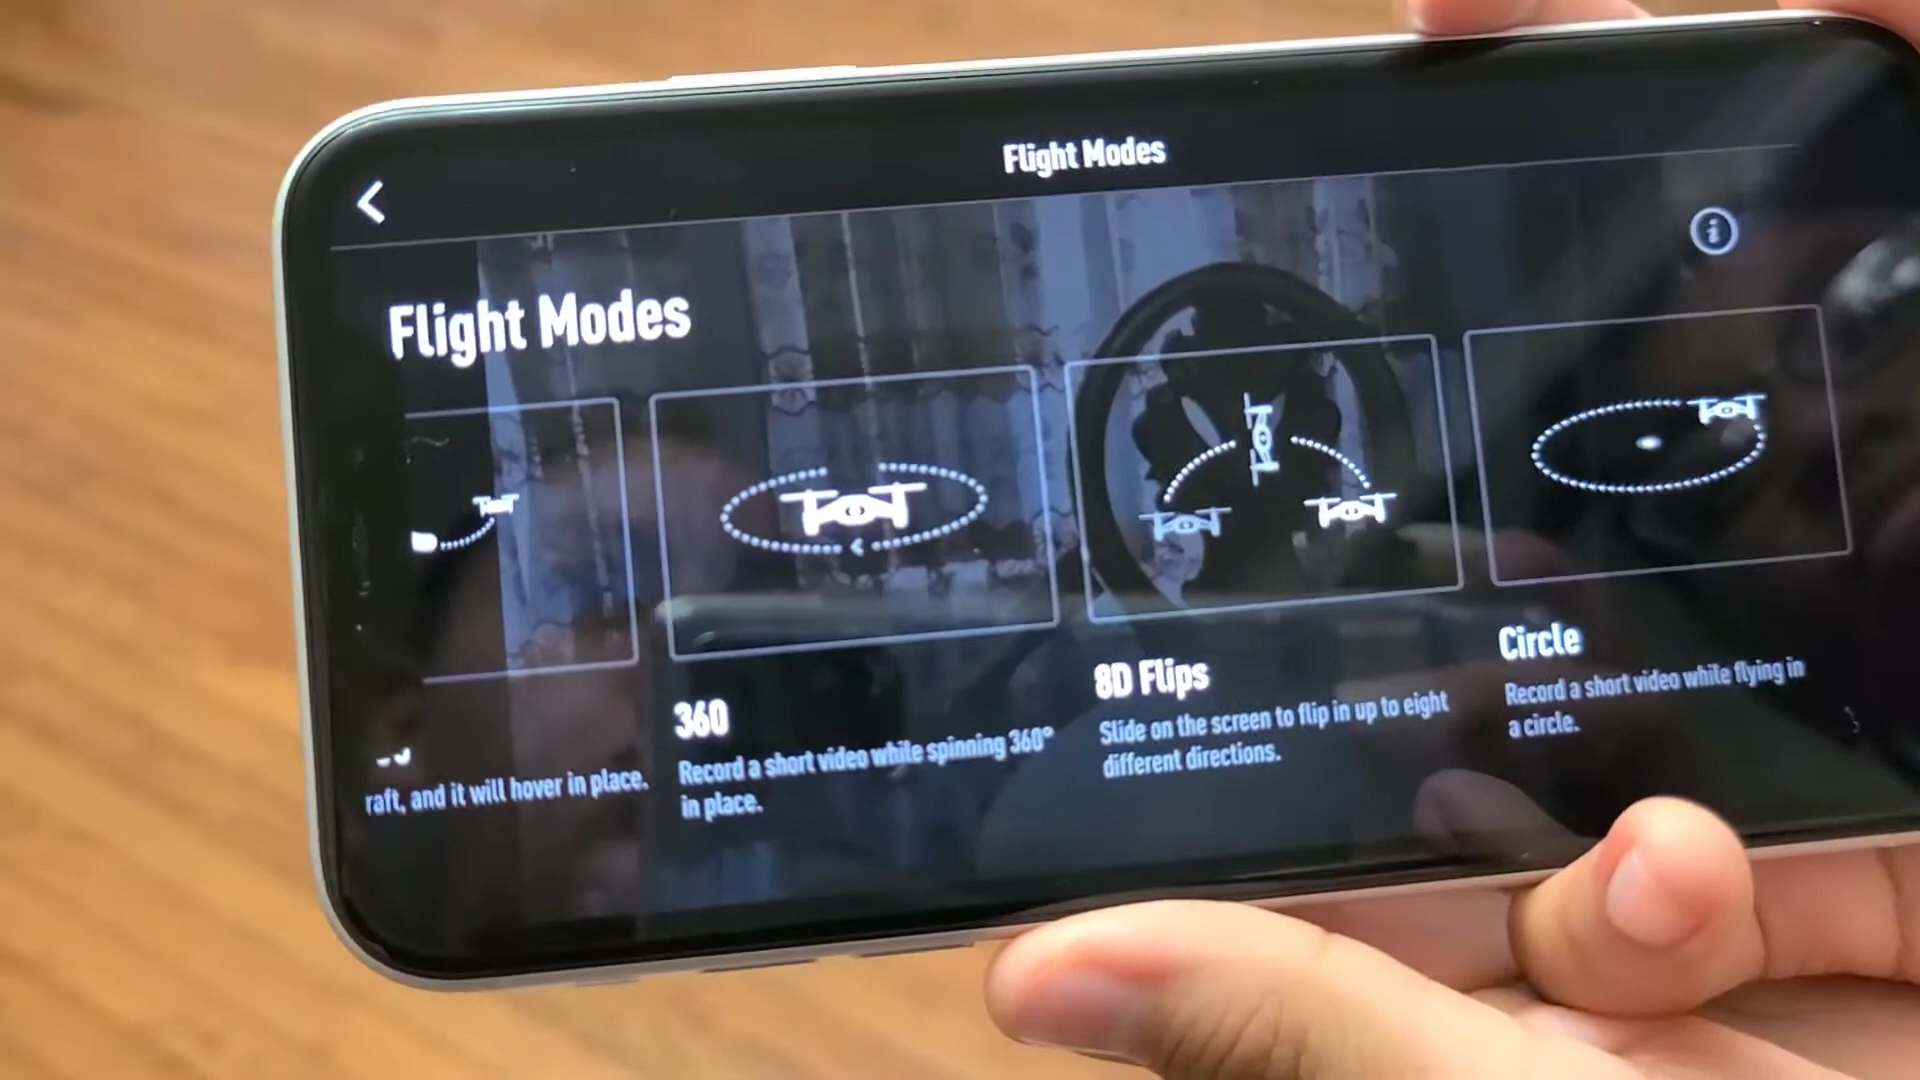 Flight Modes
Flight Modes
raft, and it will hover in place.
360
Record a short video while spinning 360°
in place.
8D Flips
Slide on the screen to flip in up to eight
different directions.
Circle
Record a short video while flying in
a circle.